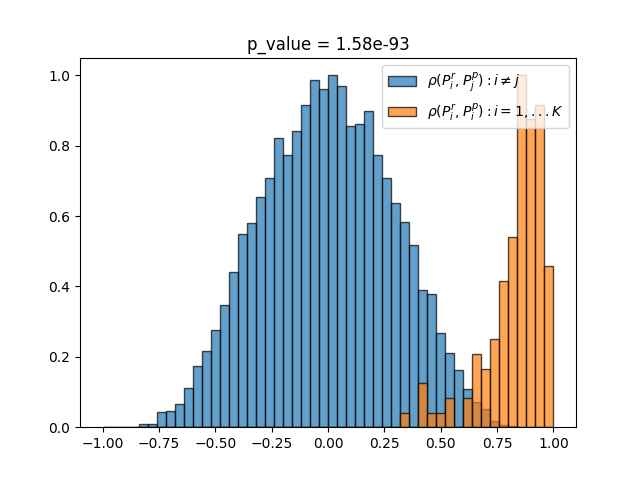 p_value = 1.58e-93
ρ(P_i^r, P_j^p) : i ≠ j
ρ(P_i^r, P_i^p) : i = 1, . . . K
1.0
0.8
0.6
0.4
0.2
0.0
−1.00 −0.75 −0.50 −0.25 0.00 0.25 0.50 0.75 1.00